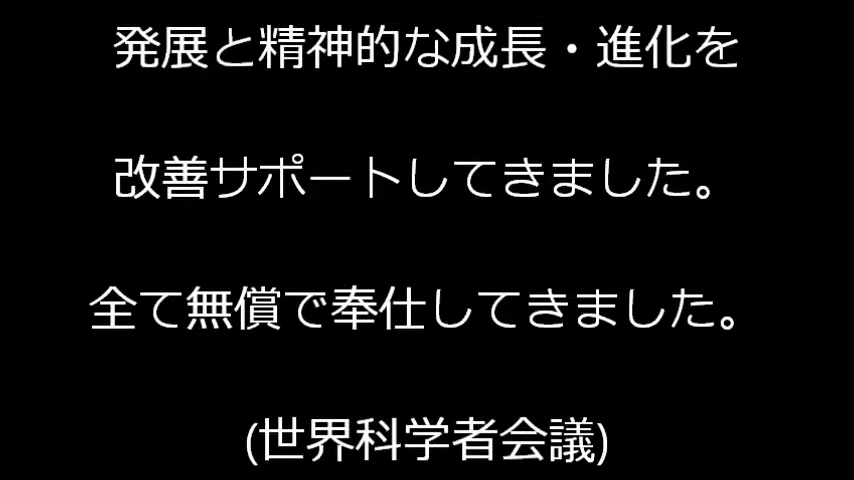 発展と精神的な成長・進化を
改善サポートしてきました。
全て無償で奉仕してきました。
(世界科学者会議)